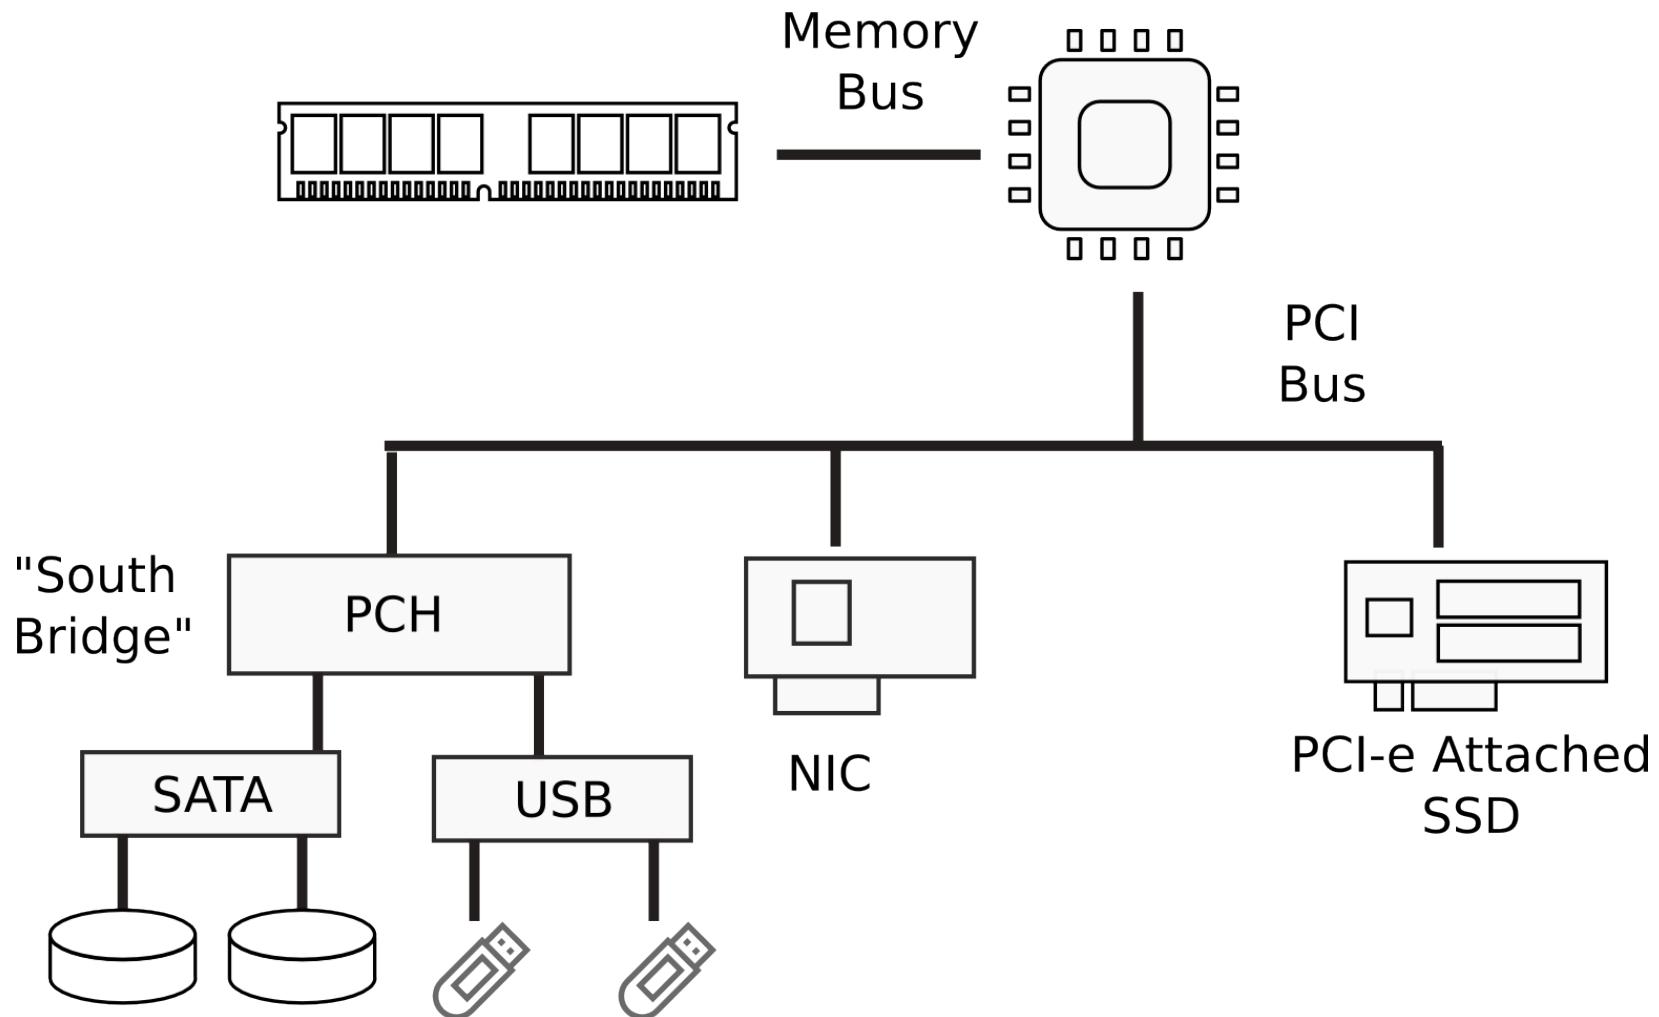 Memory
Bus
PCI
Bus
"South
Bridge"
PCH
SATA
USB
NIC
PCI-e Attached
SSD